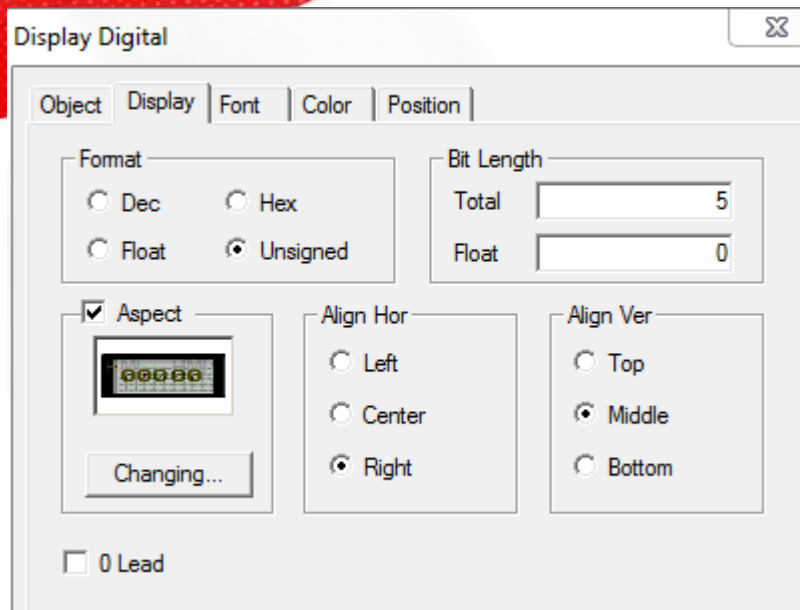 Display Digital
Object Display Font Color Position
Format
Dec Hex
Float Unsigned
Bit Length
Total 5
Float 0
Aspect
Changing...
Align Hor
Left
Center
Right
Align Ver
Top
Middle
Bottom
0 Lead